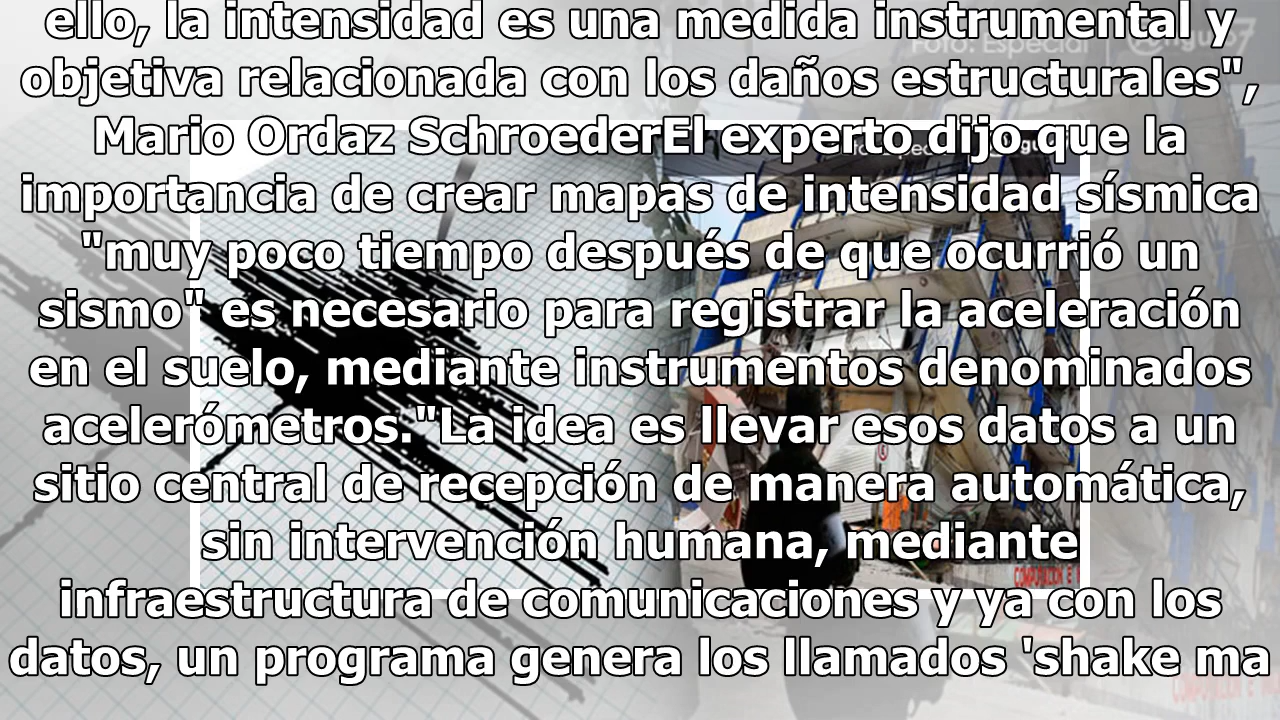 ello, la intensidad es una medida instrumental y
objetiva relacionada con los daños estructurales",
Mario Ordaz SchroederEl experto dijo que la
importancia de crear mapas de intensidad sísmica
"muy poco tiempo después de que ocurrió un
sismo" es necesario para registrar la aceleración
en el suelo, mediante instrumentos denominados
acelerómetros."La idea es llevar esos datos a un
sitio central de recepción de manera automática,
sin intervención humana, mediante
infraestructura de comunicaciones y ya con los
datos, un programa genera los llamados 'shake ma
Foto: Especial